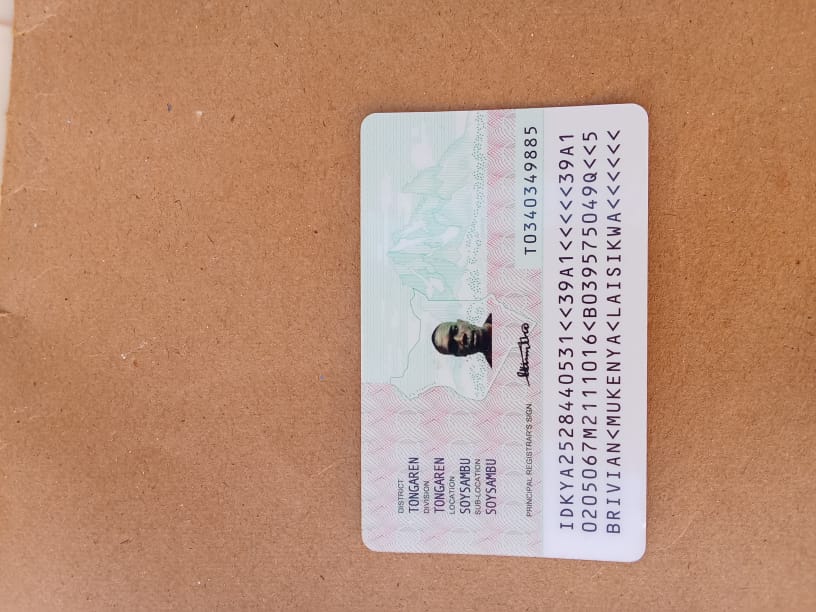 DISTRICT
TONGAREN
DIVISION
TONGAREN
LOCATION
SOYSAMBU
SUB-LOCATION
SOYSAMBU
PRINCIPAL REGISTRAR'S SIGN.
TO340349885
IDKYA2528440531<<39A1<<<<<39A1
0205067M2111016<B039575049Q<<5
BRIVIAN<MUKENYA<LAISIKWA<<<<<<